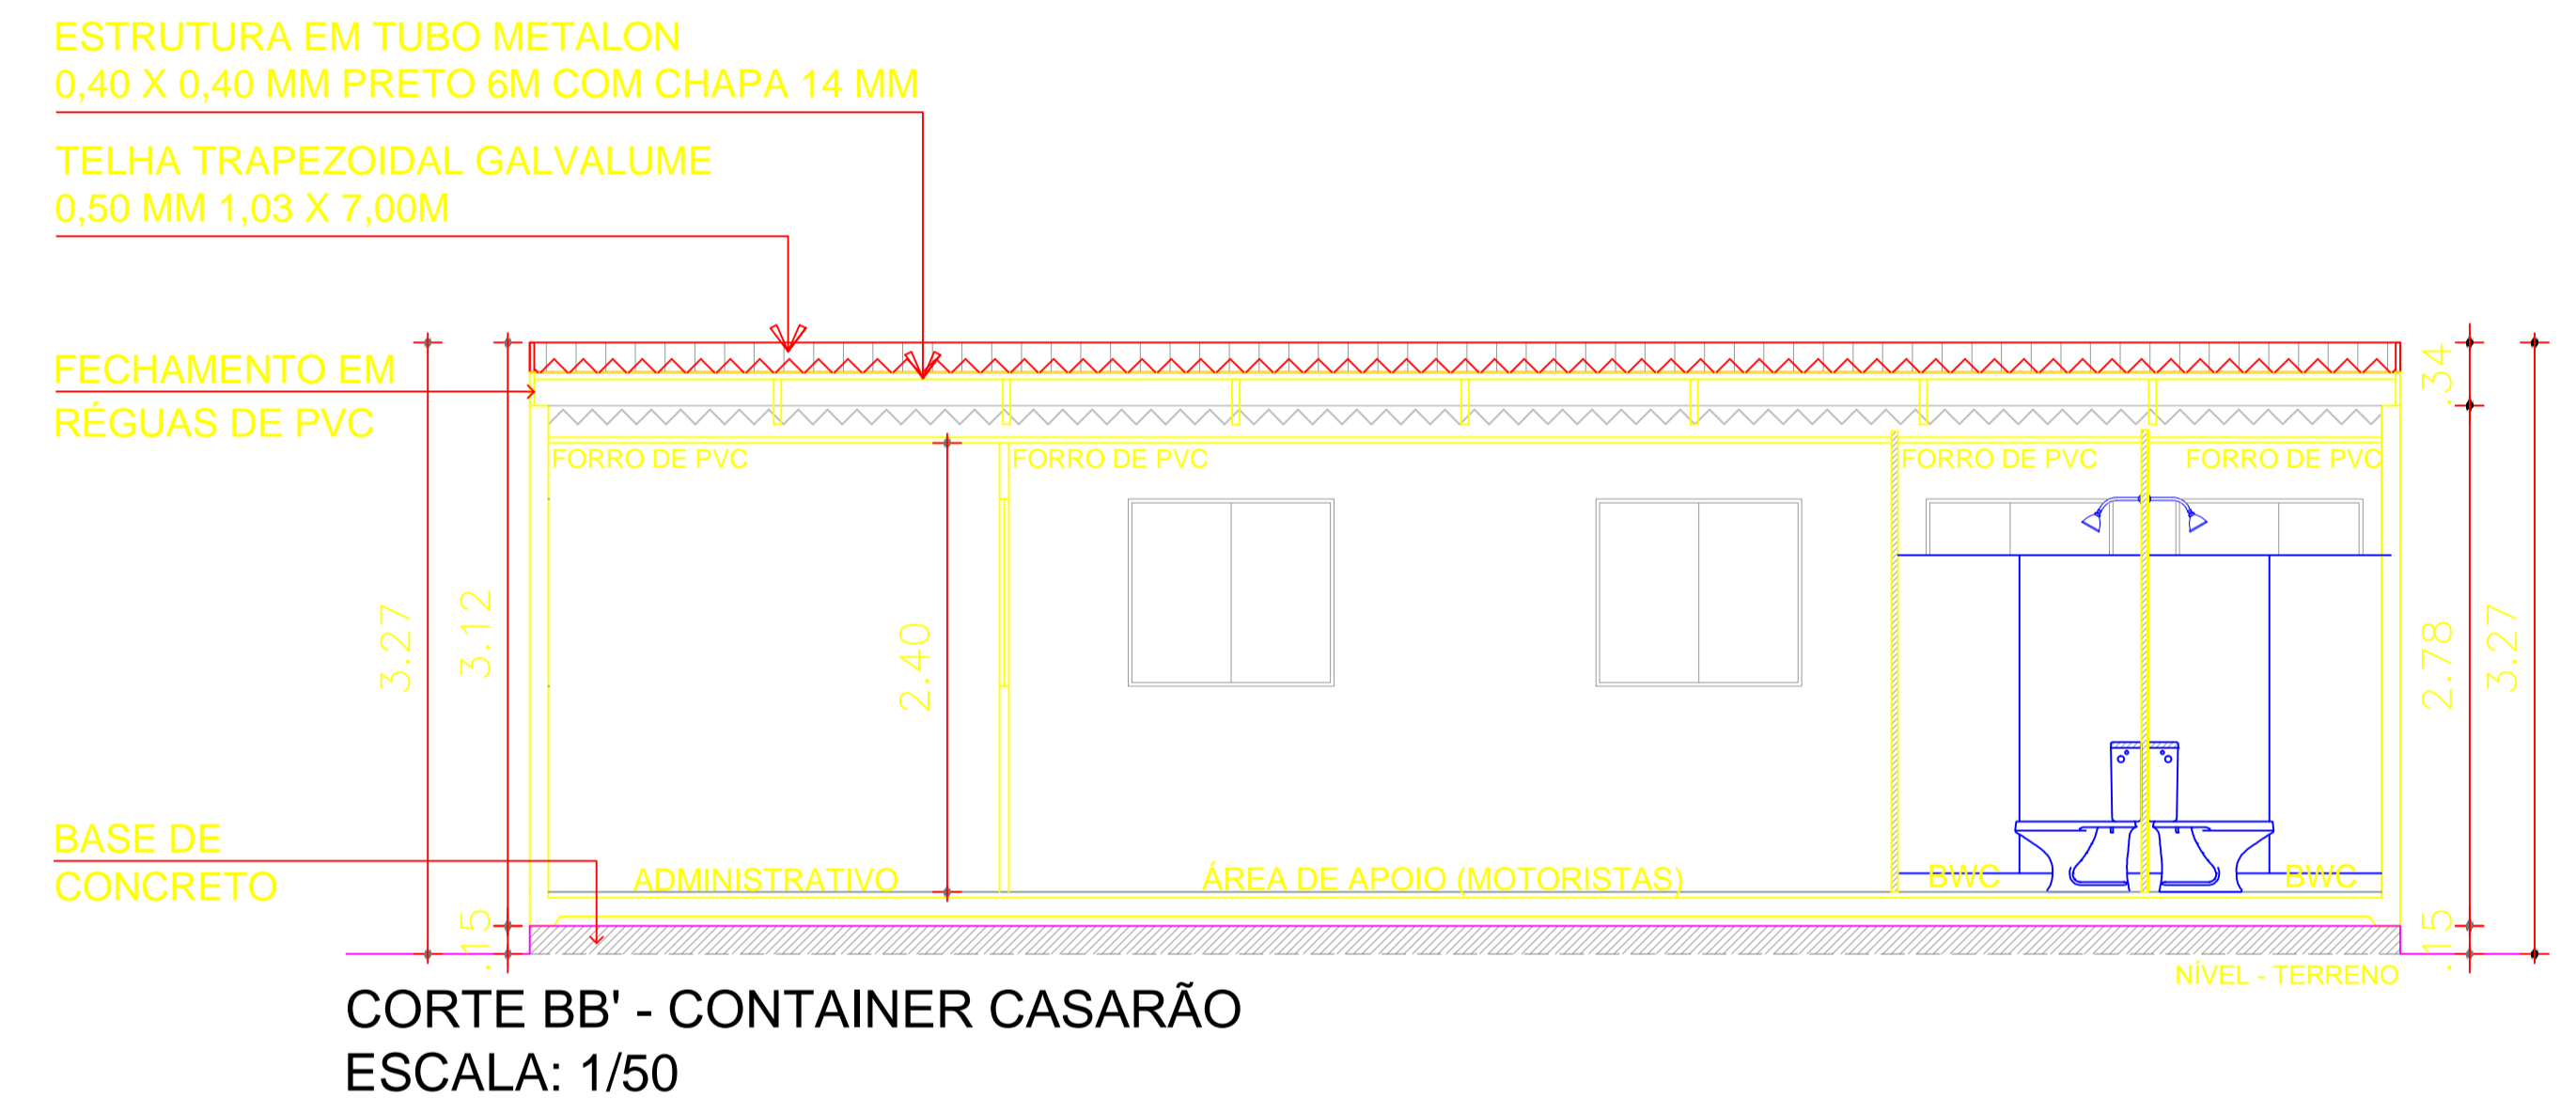 ESTRUTURA EM TUBO METALON
0,40 X 0,40 MM PRETO 6M COM CHAPA 14 MM
TELHA TRAPEZOIDAL GALVALUME
0,50 MM 1,03 X 7,00M
FECHAMENTO EM
RÉGUAS DE PVC
.34
FORRO DE PVC
FORRO DE PVC
FORRO DE PVC
FORRO DE PVC
3.27
3.12
2.40
2.78
3.27
BASE DE
CONCRETO
ADMINISTRATIVO
ÁREA DE APOIO (MOTORISTAS)
BWC
BWC
.15
.15
NÍVEL - TERRENO
CORTE BB' - CONTAINER CASARÃO
ESCALA: 1/50